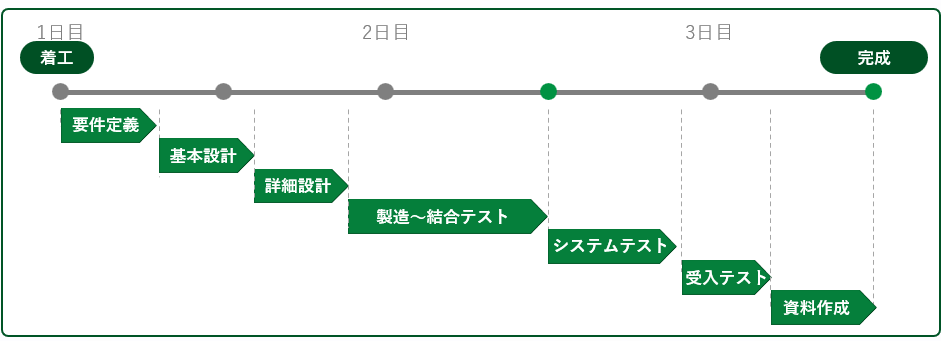 1日目
2日目
3日目
着工
完成
要件定義
基本設計
詳細設計
製造～結合テスト
システムテスト
受入テスト
資料作成